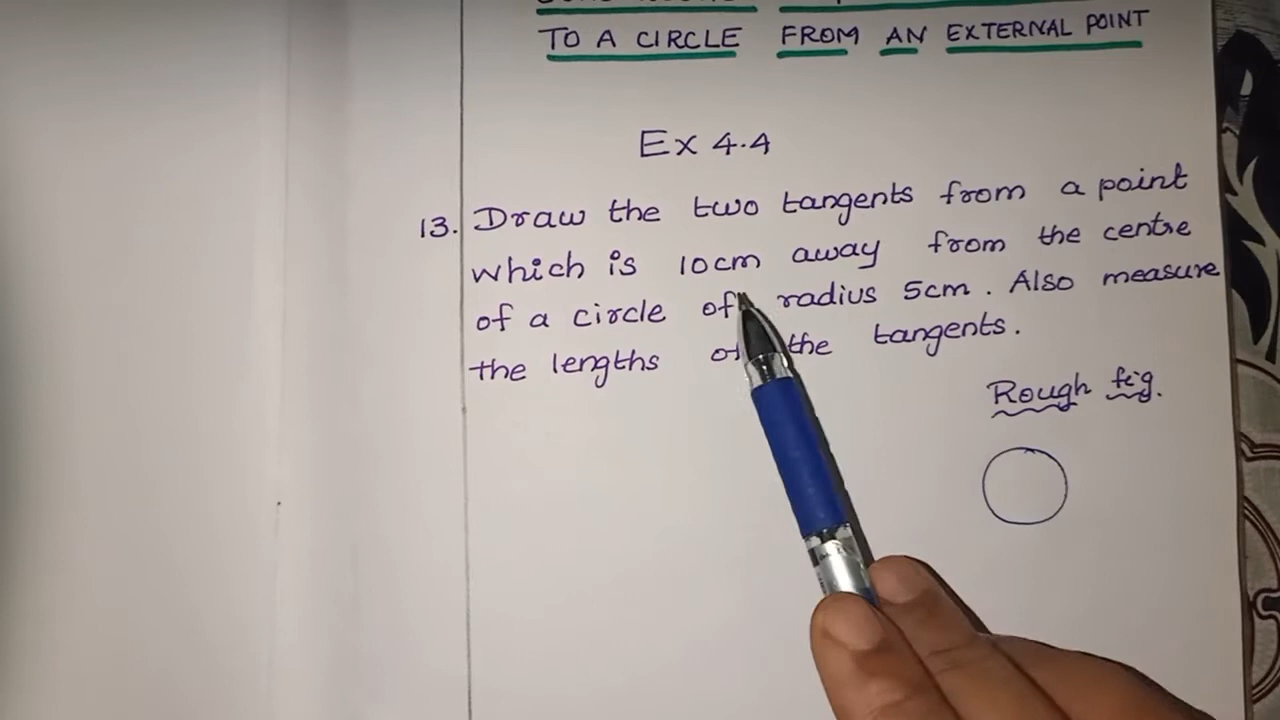 TO A CIRCLE FROM AN EXTERNAL POINT
Ex 4.4
13. Draw the two tangents from a point
which is 10cm away from the centre
of a circle of radius 5cm. Also measure
the lengths of the tangents.
Rough fig.